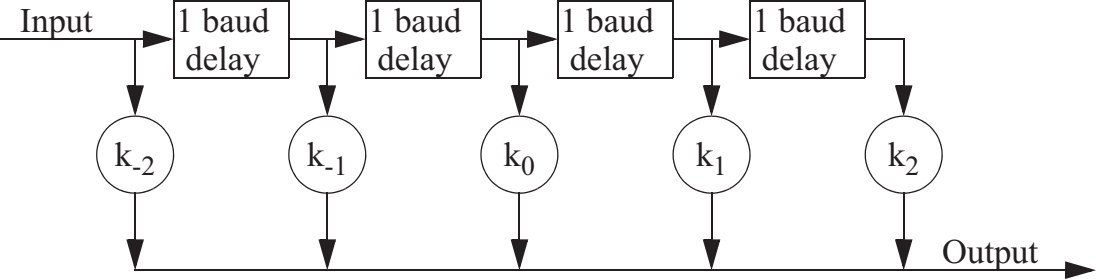 Input
1 baud
delay
1 baud
delay
1 baud
delay
1 baud
delay
k-2
k-1
k0
k1
k2
Output